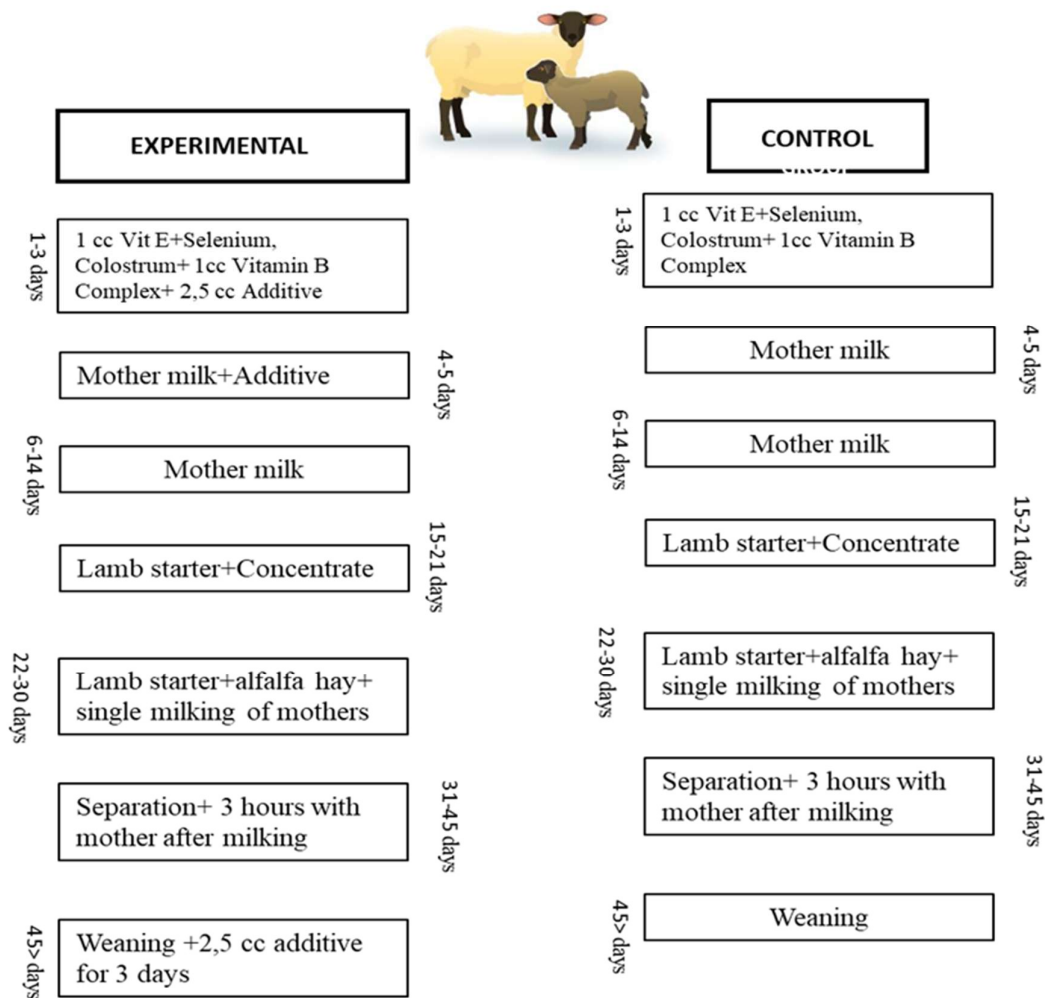 EXPERIMENTAL
1-3 days
1 cc Vit E+Selenium,
Colostrum+ 1cc Vitamin B
Complex+ 2,5 cc Additive
Mother milk+Additive
4-5 days
6-14 days
Mother milk
Lamb starter+Concentrate
15-21 days
22-30 days
Lamb starter+alfalfa hay+
single milking of mothers
Separation+ 3 hours with
mother after milking
31-45 days
45> days
Weaning +2,5 cc additive
for 3 days
CONTROL
1-3 days
1 cc Vit E+Selenium,
Colostrum+ 1cc Vitamin B
Complex
Mother milk
4-5 days
6-14 days
Mother milk
Lamb starter+Concentrate
15-21 days
22-30 days
Lamb starter+alfalfa hay+
single milking of mothers
Separation+ 3 hours with
mother after milking
31-45 days
45> days
Weaning